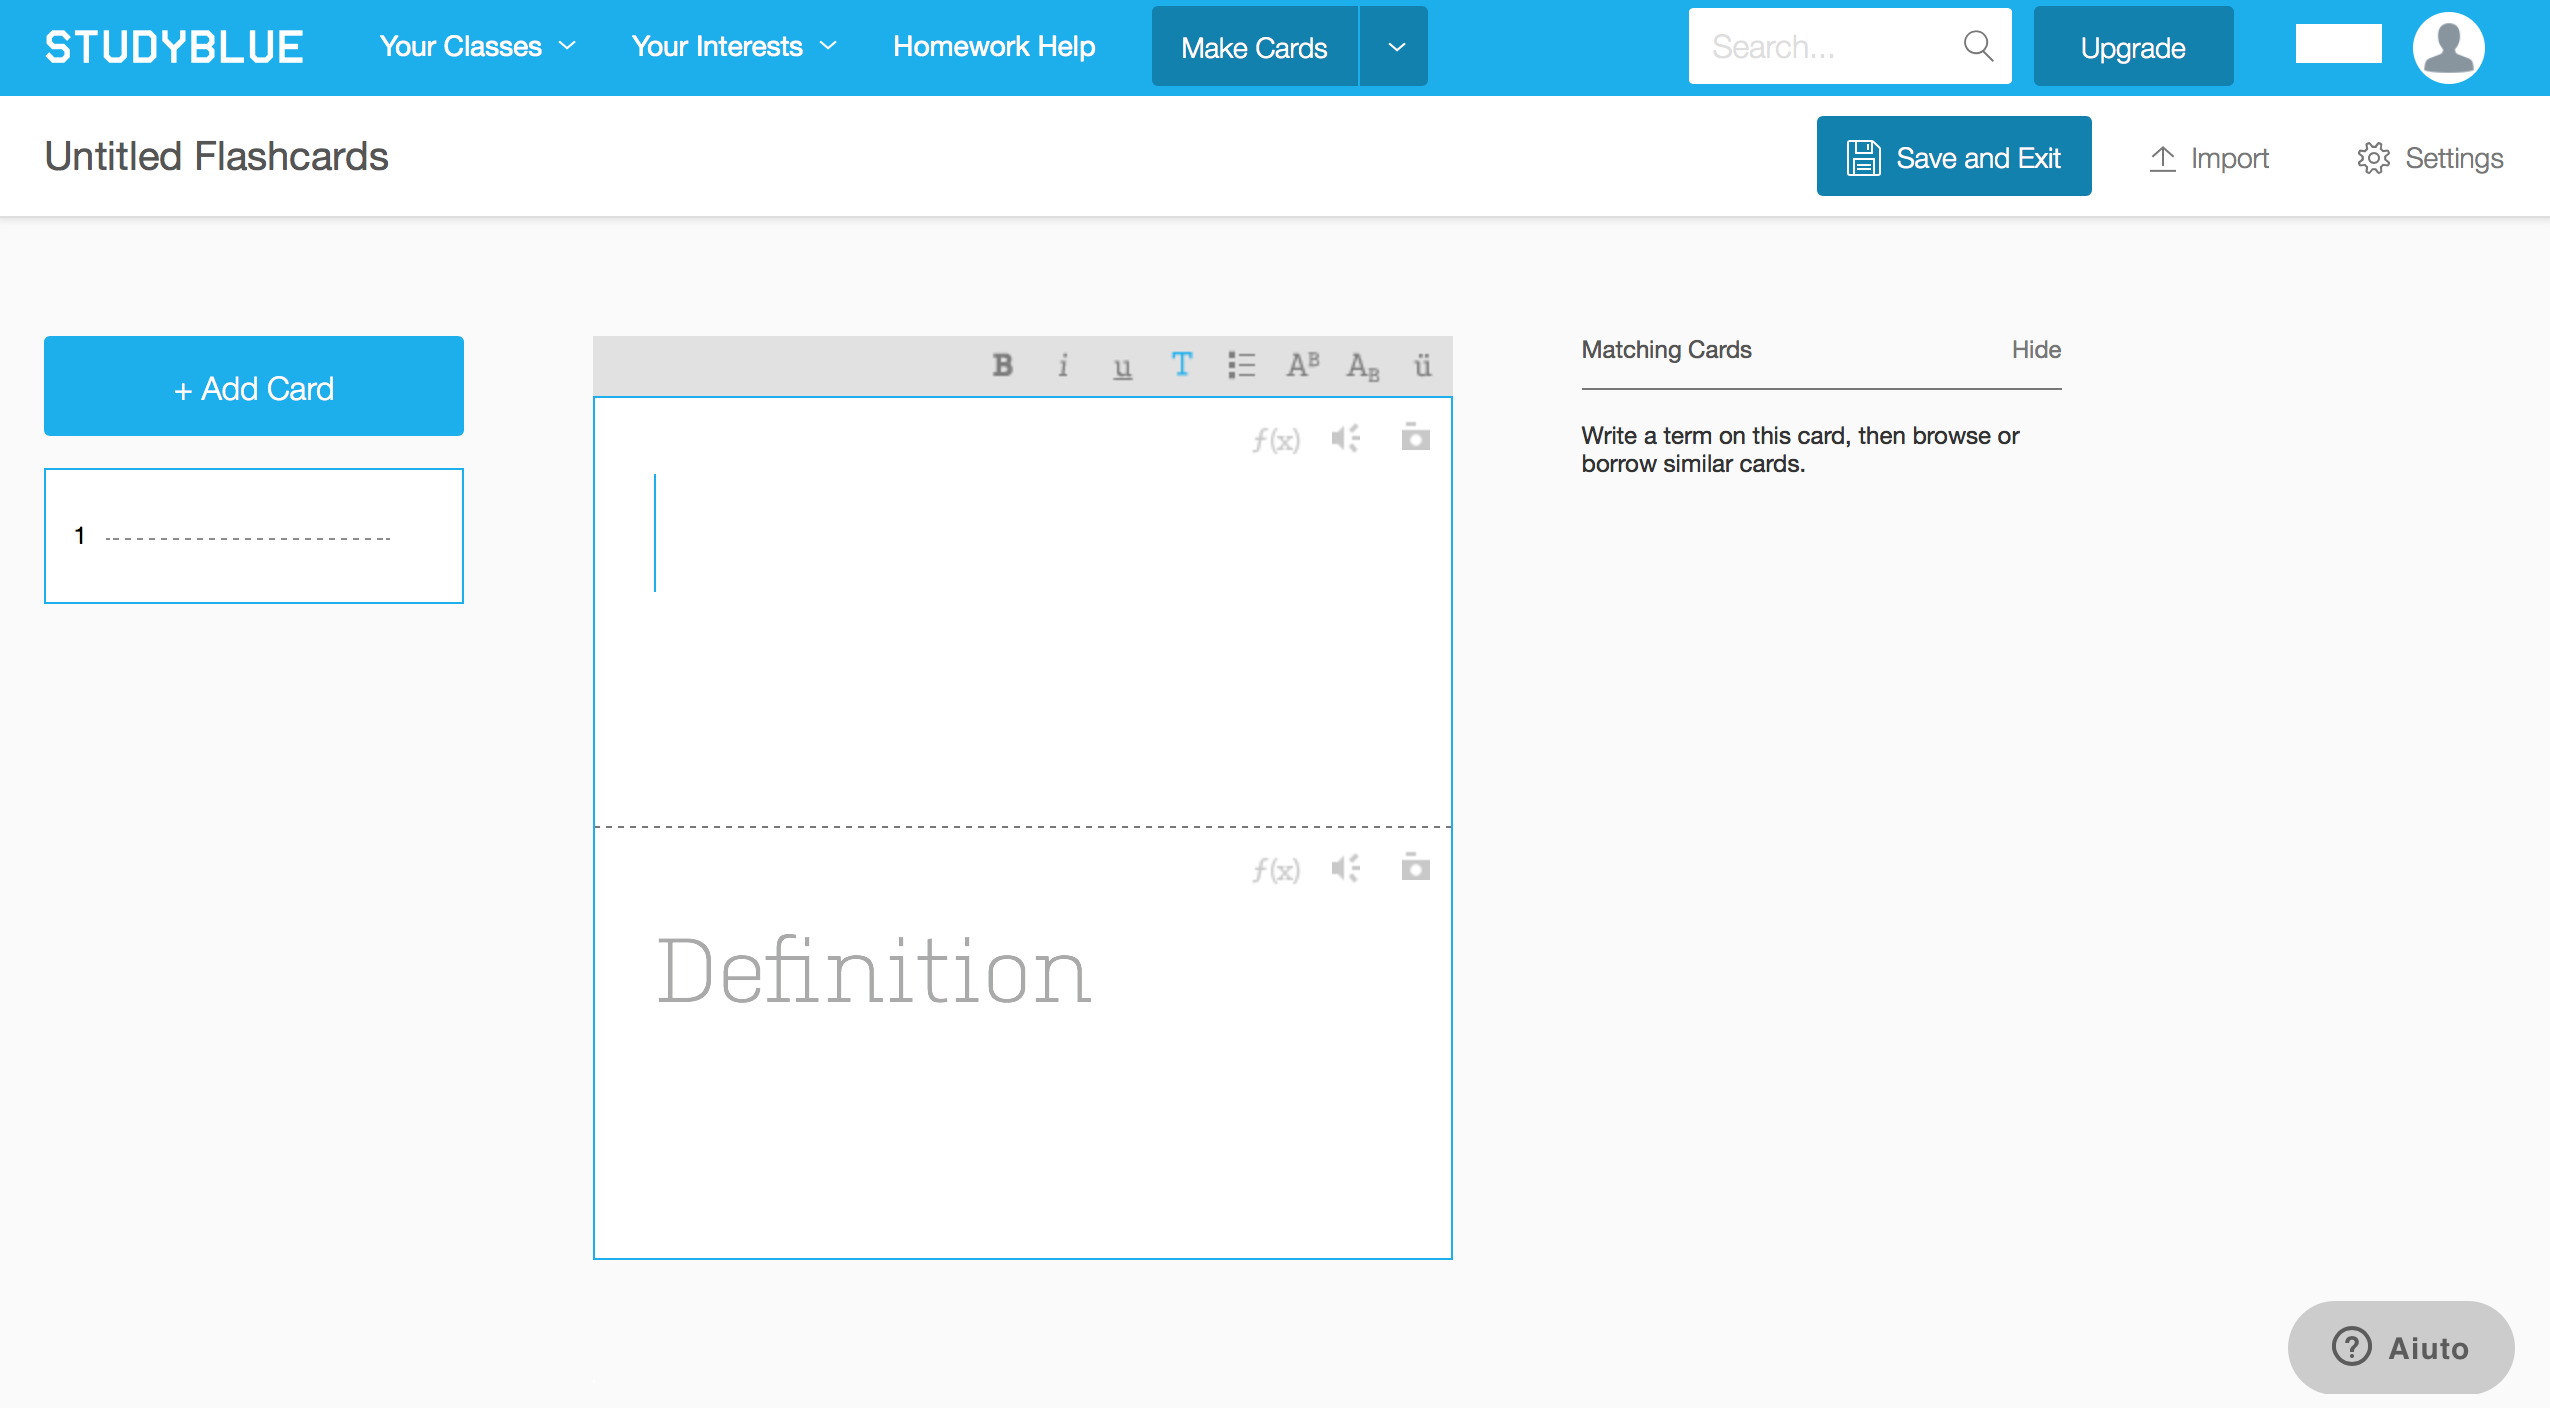 STUDYBLUE Your Classes Your Interests Homework Help Make Cards Search... Upgrade
Untitled Flashcards Save and Exit Import Settings
+ Add Card
1
B i u T Aᴮ A_B ü
f(x)
f(x)
Definition
Matching Cards Hide
Write a term on this card, then browse or
borrow similar cards.
? Aiuto